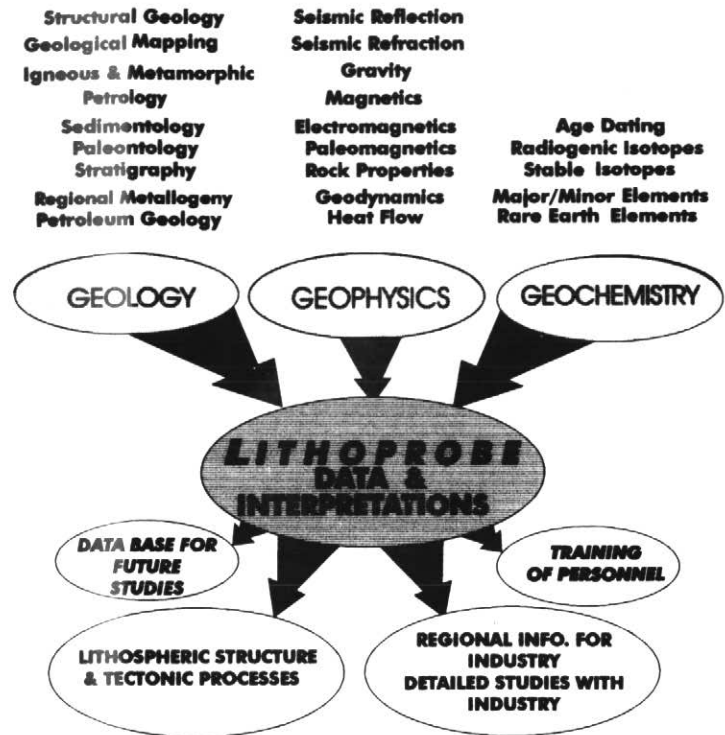 Structural Geology
Geological Mapping
Igneous & Metamorphic
Petrology
Sedimentology
Paleontology
Stratigraphy
Regional Metallogeny
Petroleum Geology
Seismic Reflection
Seismic Refraction
Gravity
Magnetics
Electromagnetics
Paleomagnetics
Rock Properties
Geodynamics
Heat Flow
Age Dating
Radiogenic Isotopes
Stable Isotopes
Major/Minor Elements
Rare Earth Elements
GEOLOGY
GEOPHYSICS
GEOCHEMISTRY
LITHOPROBE
DATA &
INTERPRETATIONS
DATA BASE FOR
FUTURE
STUDIES
TRAINING
OF PERSONNEL
LITHOSPHERIC STRUCTURE
& TECTONIC PROCESSES
REGIONAL INFO. FOR
INDUSTRY
DETAILED STUDIES WITH
INDUSTRY